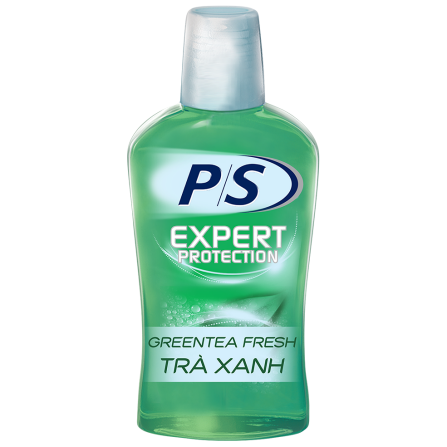 P/S
EXPERT
PROTECTION
GREENTEA FRESH
TRÀ XANH